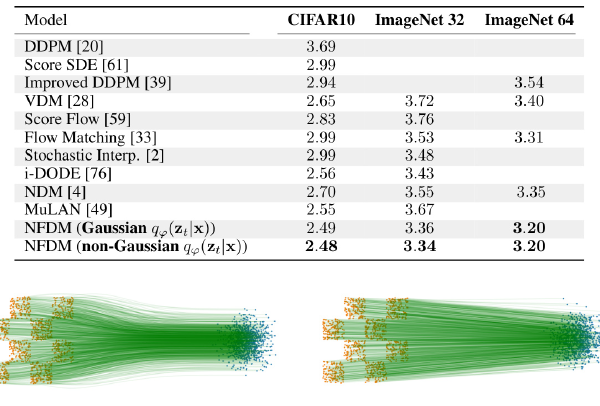 Model CIFAR10 ImageNet 32 ImageNet 64
DDPM [20] 3.69
Score SDE [61] 2.99
Improved DDPM [39] 2.94 3.54
VDM [28] 2.65 3.72 3.40
Score Flow [59] 2.83 3.76
Flow Matching [33] 2.99 3.53 3.31
Stochastic Interp. [2] 2.99 3.48
i-DODE [76] 2.56 3.43
NDM [4] 2.70 3.55 3.35
MuLAN [49] 2.55 3.67
NFDM (Gaussian qφ(zt|x)) 2.49 3.36 3.20
NFDM (non-Gaussian qφ(zt|x)) 2.48 3.34 3.20